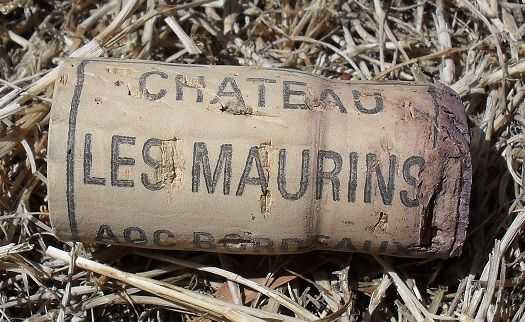 CHATEAU
LES MAURINS
AOC BORDEAUX